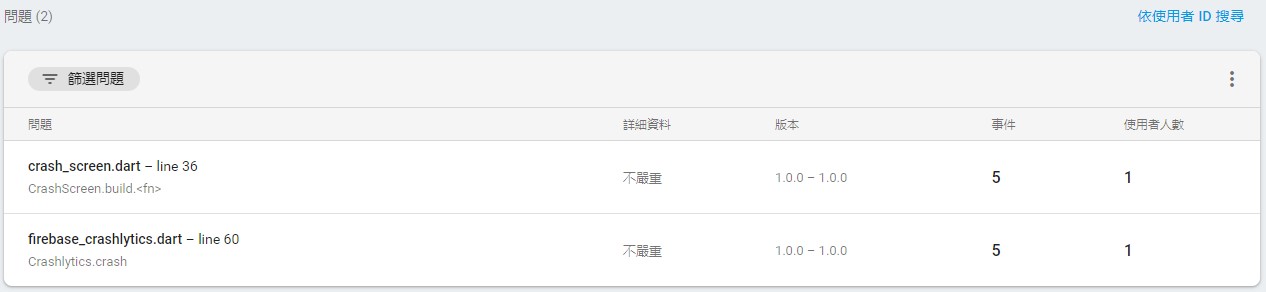 問題 (2) 依使用者 ID 搜尋
篩選問題
問題 詳細資料 版本 事件 使用者人數
crash_screen.dart – line 36
CrashScreen.build.<fn>
不嚴重 1.0.0 – 1.0.0 5 1
firebase_crashlytics.dart – line 60
Crashlytics.crash
不嚴重 1.0.0 – 1.0.0 5 1